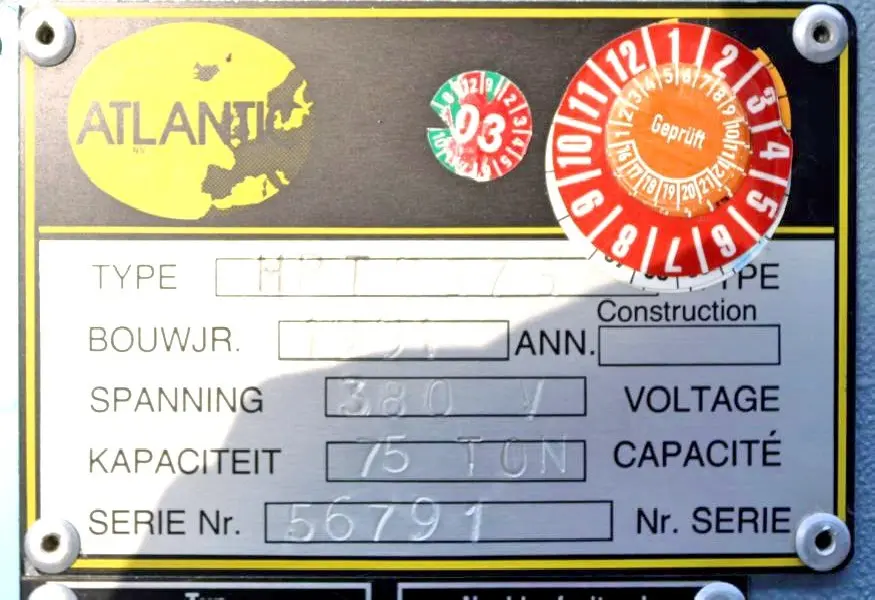 ATLANTIC
03
12 1 2 3 4 5 6 7 8 9 10 11
Geprüft
TYPE TYPE
BOUWJR. ANN. Construction
SPANNING 380 V VOLTAGE
KAPACITEIT 75 TON CAPACITÉ
SERIE Nr. 56791 Nr. SERIE